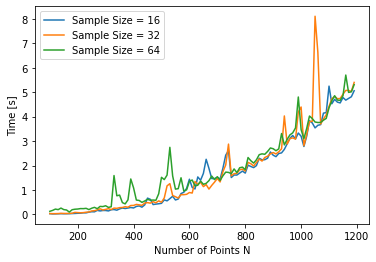 Sample Size = 16
Sample Size = 32
Sample Size = 64
8
7
6
5
4
3
2
1
0
Time [s]
200 400 600 800 1000 1200
Number of Points N